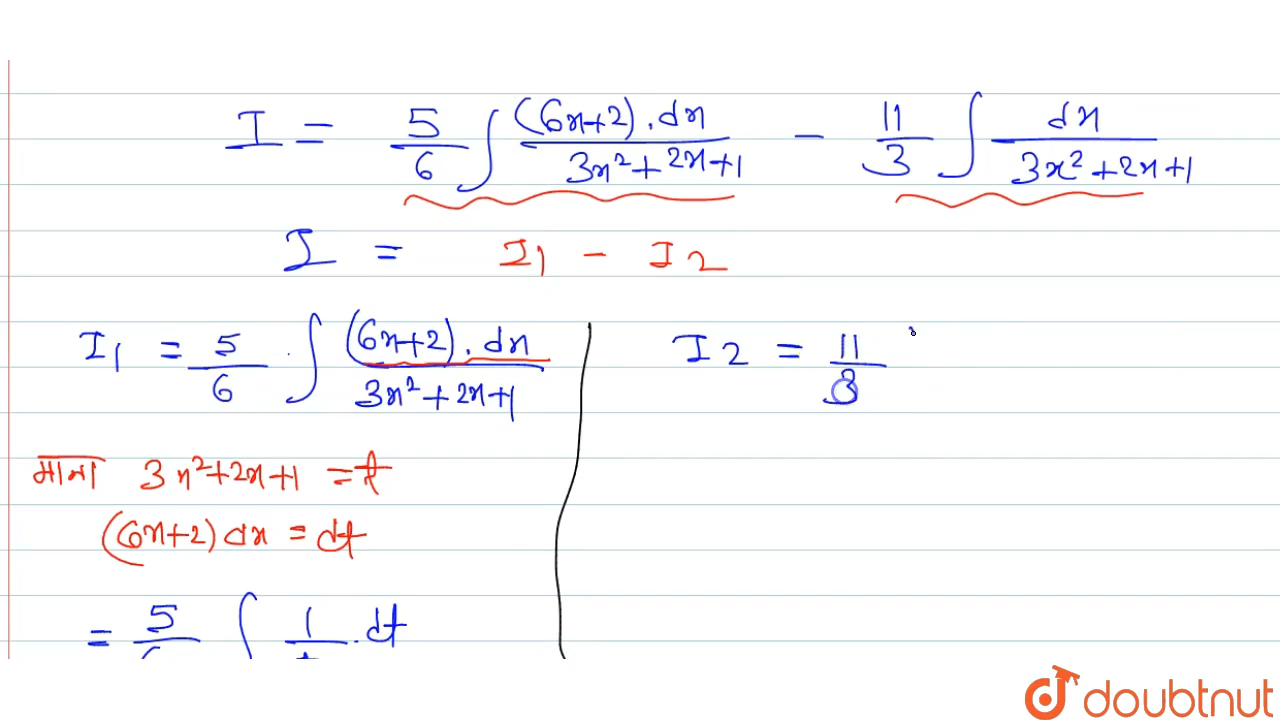 I = 5/6 ∫ (6x+2).dx / 3x²+2x+1 - 11/3 ∫ dx / 3x²+2x+1
I = I1 - I2
I1 = 5/6 . ∫ (6x+2).dx / 3x²+2x+1
माना 3x²+2x+1 = t
(6x+2) dx = dt
= 5/6 ∫ 1/t . dt
I2 = 11/3
doubtnut